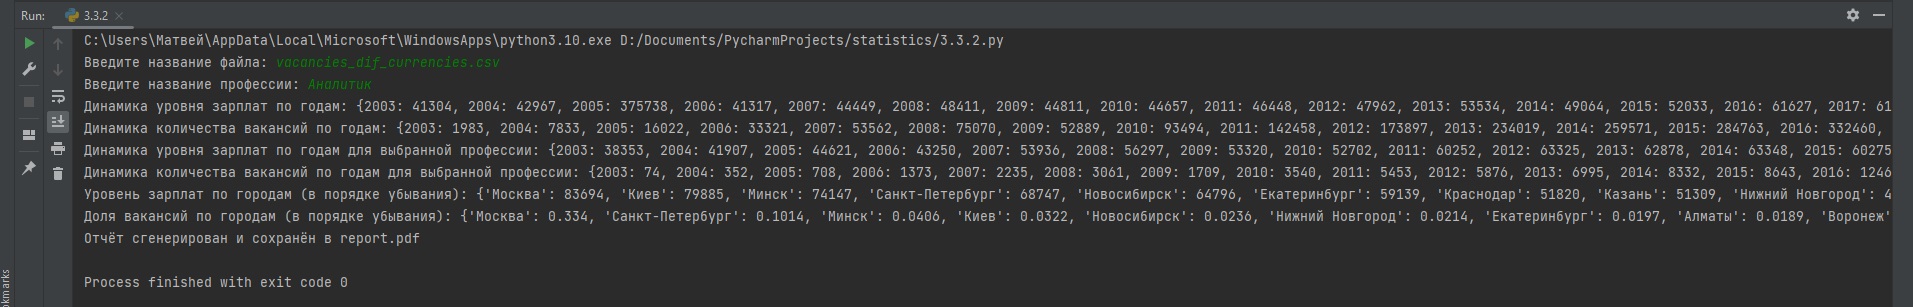 Run: 3.3.2
C:\Users\Матвей\AppData\Local\Microsoft\WindowsApps\python3.10.exe D:/Documents/PycharmProjects/statistics/3.3.2.py
Введите название файла: vacancies_dif_currencies.csv
Введите название профессии: Аналитик
Динамика уровня зарплат по годам: {2003: 41304, 2004: 42967, 2005: 375738, 2006: 41317, 2007: 44449, 2008: 48411, 2009: 44811, 2010: 44657, 2011: 46448, 2012: 47962, 2013: 53534, 2014: 49064, 2015: 52033, 2016: 61627, 2017: 61
Динамика количества вакансий по годам: {2003: 1983, 2004: 7833, 2005: 16022, 2006: 33321, 2007: 53562, 2008: 75070, 2009: 52889, 2010: 93494, 2011: 142458, 2012: 173897, 2013: 234019, 2014: 259571, 2015: 284763, 2016: 332460,
Динамика уровня зарплат по годам для выбранной профессии: {2003: 38353, 2004: 41907, 2005: 44621, 2006: 43250, 2007: 53936, 2008: 56297, 2009: 53320, 2010: 52702, 2011: 60252, 2012: 63325, 2013: 62878, 2014: 63348, 2015: 60275
Динамика количества вакансий по годам для выбранной профессии: {2003: 74, 2004: 352, 2005: 708, 2006: 1373, 2007: 2235, 2008: 3061, 2009: 1709, 2010: 3540, 2011: 5453, 2012: 5876, 2013: 6995, 2014: 8332, 2015: 8643, 2016: 1246
Уровень зарплат по городам (в порядке убывания): {'Москва': 83694, 'Киев': 79885, 'Минск': 74147, 'Санкт-Петербург': 68747, 'Новосибирск': 64796, 'Екатеринбург': 59139, 'Краснодар': 51820, 'Казань': 51309, 'Нижний Новгород': 4
Доля вакансий по городам (в порядке убывания): {'Москва': 0.334, 'Санкт-Петербург': 0.1014, 'Минск': 0.0406, 'Киев': 0.0322, 'Новосибирск': 0.0236, 'Нижний Новгород': 0.0214, 'Екатеринбург': 0.0197, 'Алматы': 0.0189, 'Воронеж'
Отчёт сгенерирован и сохранён в report.pdf
Process finished with exit code 0
okmarks